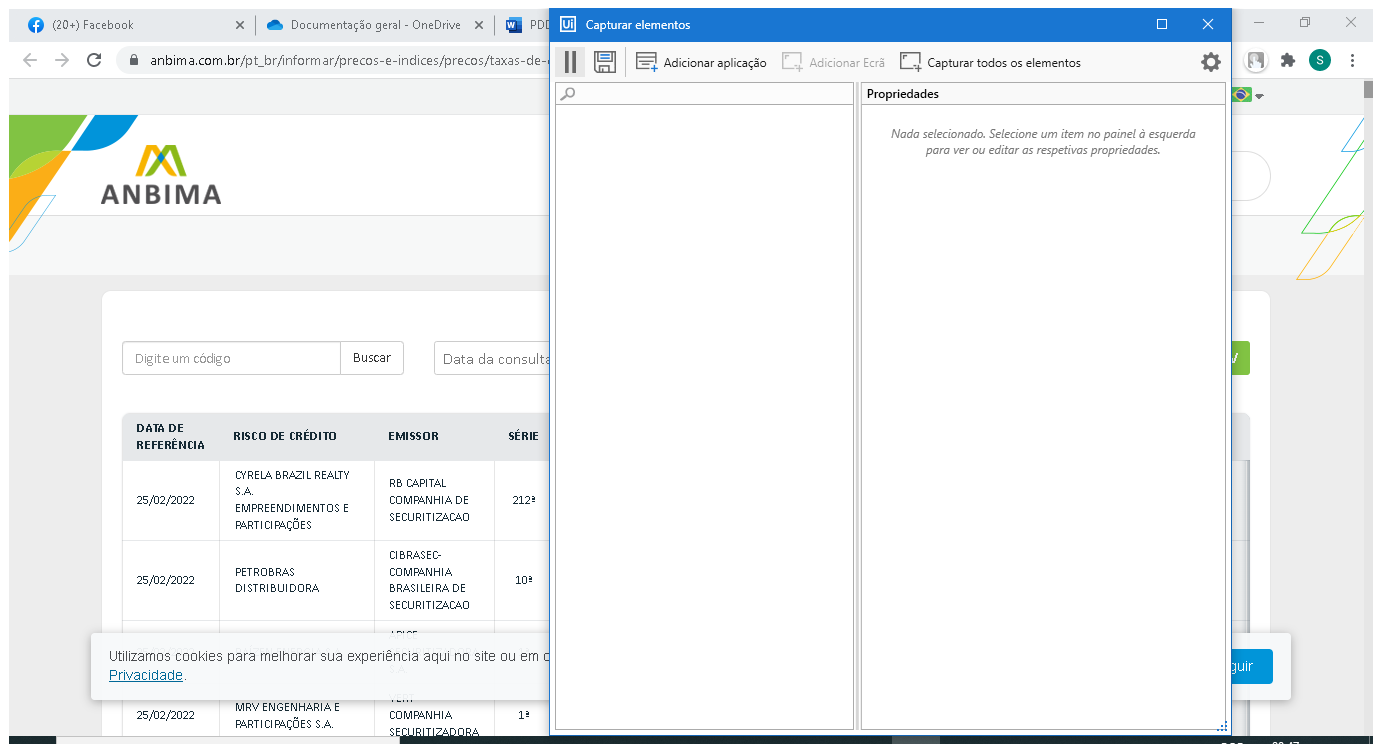 (20+) Facebook
Documentação geral - OneDrive
Capturar elementos
anbima.com.br/pt_br/informar/precos-e-indices/precos/taxas-de-
Adicionar aplicação
Adicionar Ecrã
Capturar todos os elementos
S
Propriedades
Nada selecionado. Selecione um item no painel à esquerda
para ver ou editar as respetivas propriedades.
ANBIMA
Digite um código
Buscar
Data da consulta
DATA DE
REFERÊNCIA
RISCO DE CRÉDITO
EMISSOR
SÉRIE
25/02/2022
CYRELA BRAZIL REALTY
S.A.
EMPREENDIMENTOS E
PARTICIPAÇÕES
RB CAPITAL
COMPANHIA DE
SECURITIZACAO
212ª
25/02/2022
PETROBRAS
DISTRIBUIDORA
CIBRASEC-
COMPANHIA
BRASILEIRA DE
SECURITIZACAO
10ª
Utilizamos cookies para melhorar sua experiência aqui no site ou em
Privacidade.
guir
25/02/2022
MRV ENGENHARIA E
PARTICIPAÇÕES S.A.
VERT
COMPANHIA
SECURITIZADORA
1ª